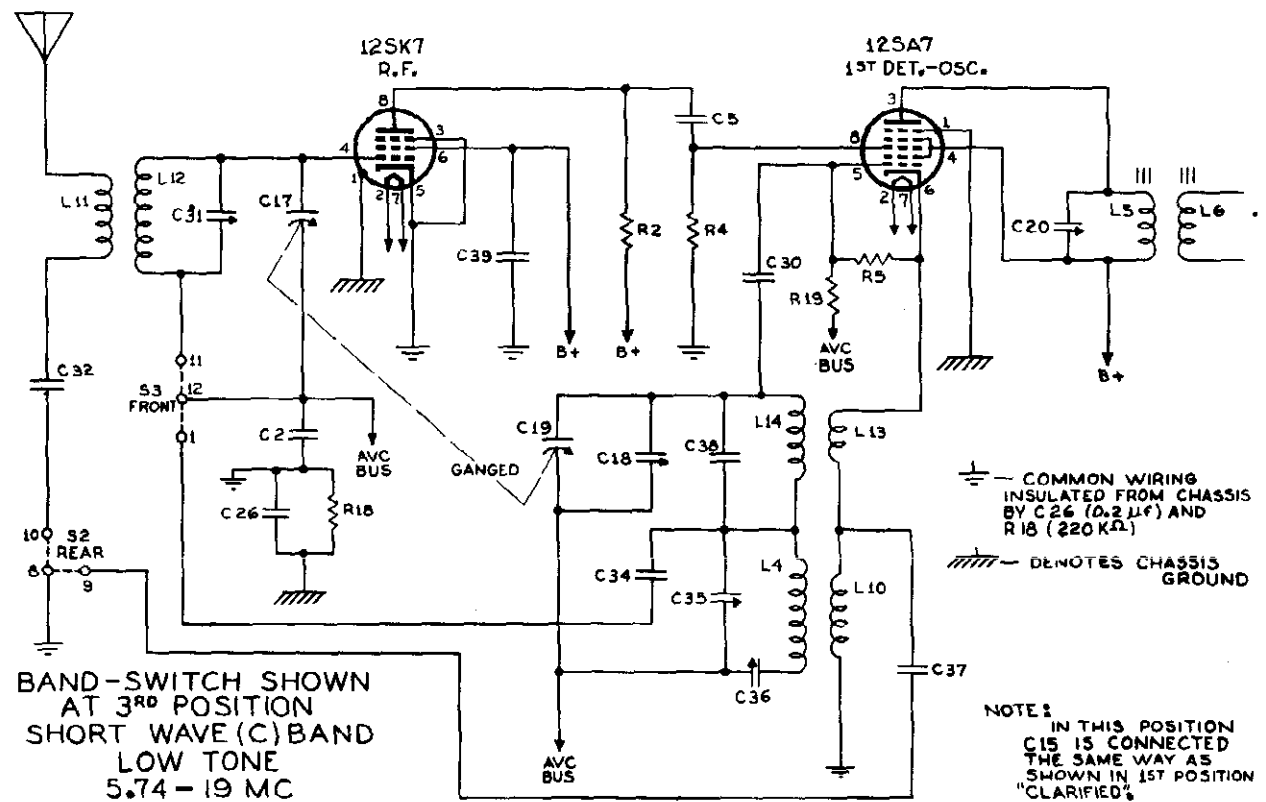 12SK7
R.F.
12SA7
1ST DET.-OSC.
8
3
6
4
1
2
7
5
3
1
8
4
5
2
7
6
C5
L11
L12
C31
C17
C39
R2
R4
C30
R5
R19
AVC
BUS
C20
L5
L6
B+
B+
B+
C32
11
S3
12
FRONT
1
C2
AVC
BUS
C26
R18
GANGED
C19
C18
C38
L14
L13
10
S2
REAR
8
9
C34
C35
L4
L10
C36
C37
AVC
BUS
— COMMON WIRING
INSULATED FROM CHASSIS
BY C26 (0.2 μf) AND
R18 (220 KΩ)
— DENOTES CHASSIS
GROUND
BAND-SWITCH SHOWN
AT 3RD POSITION
SHORT WAVE (C) BAND
LOW TONE
5.74 – 19 MC
NOTE:
IN THIS POSITION
C15 IS CONNECTED
THE SAME WAY AS
SHOWN IN 1ST POSITION
"CLARIFIED".